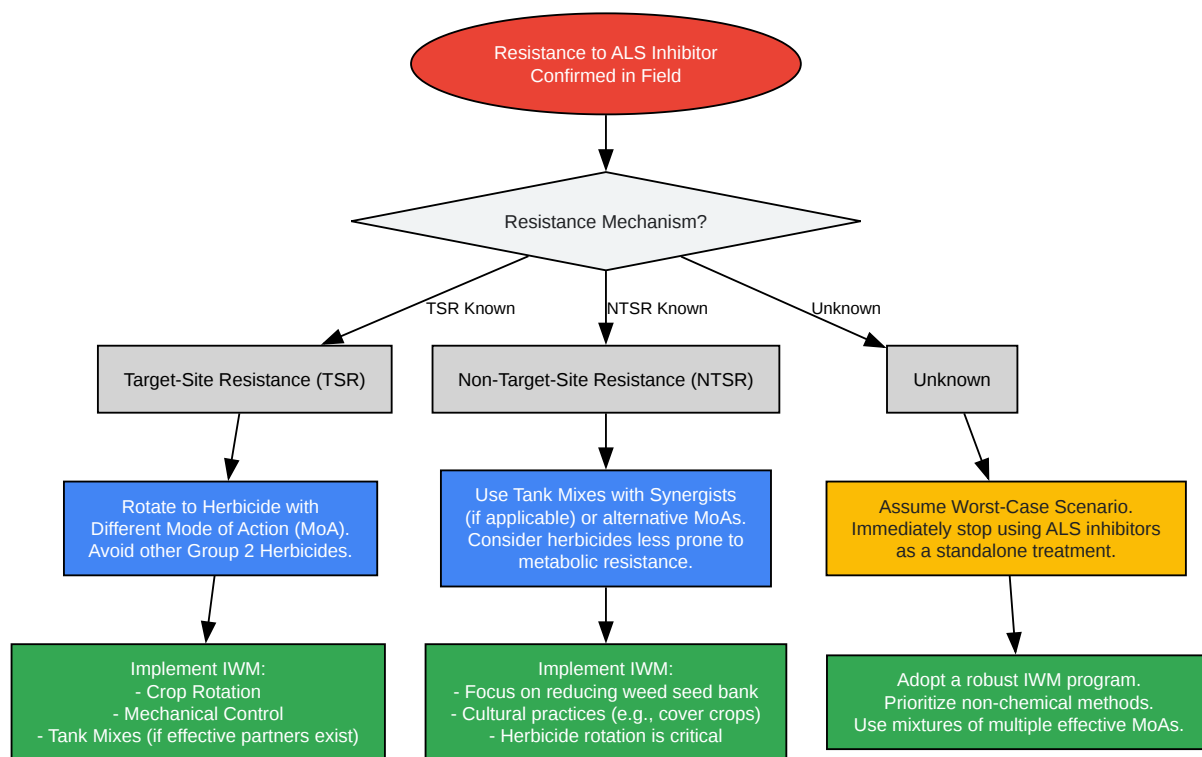 Resistance to ALS Inhibitor
Confirmed in Field
Resistance Mechanism?
TSR Known
NTSR Known
Unknown
Target-Site Resistance (TSR)
Non-Target-Site Resistance (NTSR)
Unknown
Rotate to Herbicide with
Different Mode of Action (MoA).
Avoid other Group 2 Herbicides.
Use Tank Mixes with Synergists
(if applicable) or alternative MoAs.
Consider herbicides less prone to
metabolic resistance.
Assume Worst-Case Scenario.
Immediately stop using ALS inhibitors
as a standalone treatment.
Implement IWM:
- Crop Rotation
- Mechanical Control
- Tank Mixes (if effective partners exist)
Implement IWM:
- Focus on reducing weed seed bank
- Cultural practices (e.g., cover crops)
- Herbicide rotation is critical
Adopt a robust IWM program.
Prioritize non-chemical methods.
Use mixtures of multiple effective MoAs.